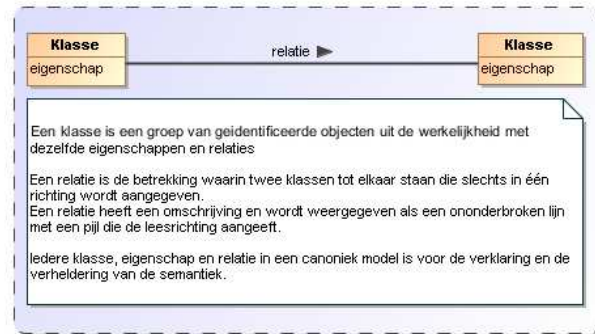 Klasse
eigenschap
relatie
Klasse
eigenschap
Een klasse is een groep van geidentificeerde objecten uit de werkelijkheid met
dezelfde eigenschappen en relaties
Een relatie is de betrekking waarin twee klassen tot elkaar staan die slechts in één
richting wordt aangegeven.
Een relatie heeft een omschrijving en wordt weergegeven als een ononderbroken lijn
met een pijl die de leesrichting aangeeft.
Iedere klasse, eigenschap en relatie in een canoniek model is voor de verklaring en de
verheldering van de semantiek.